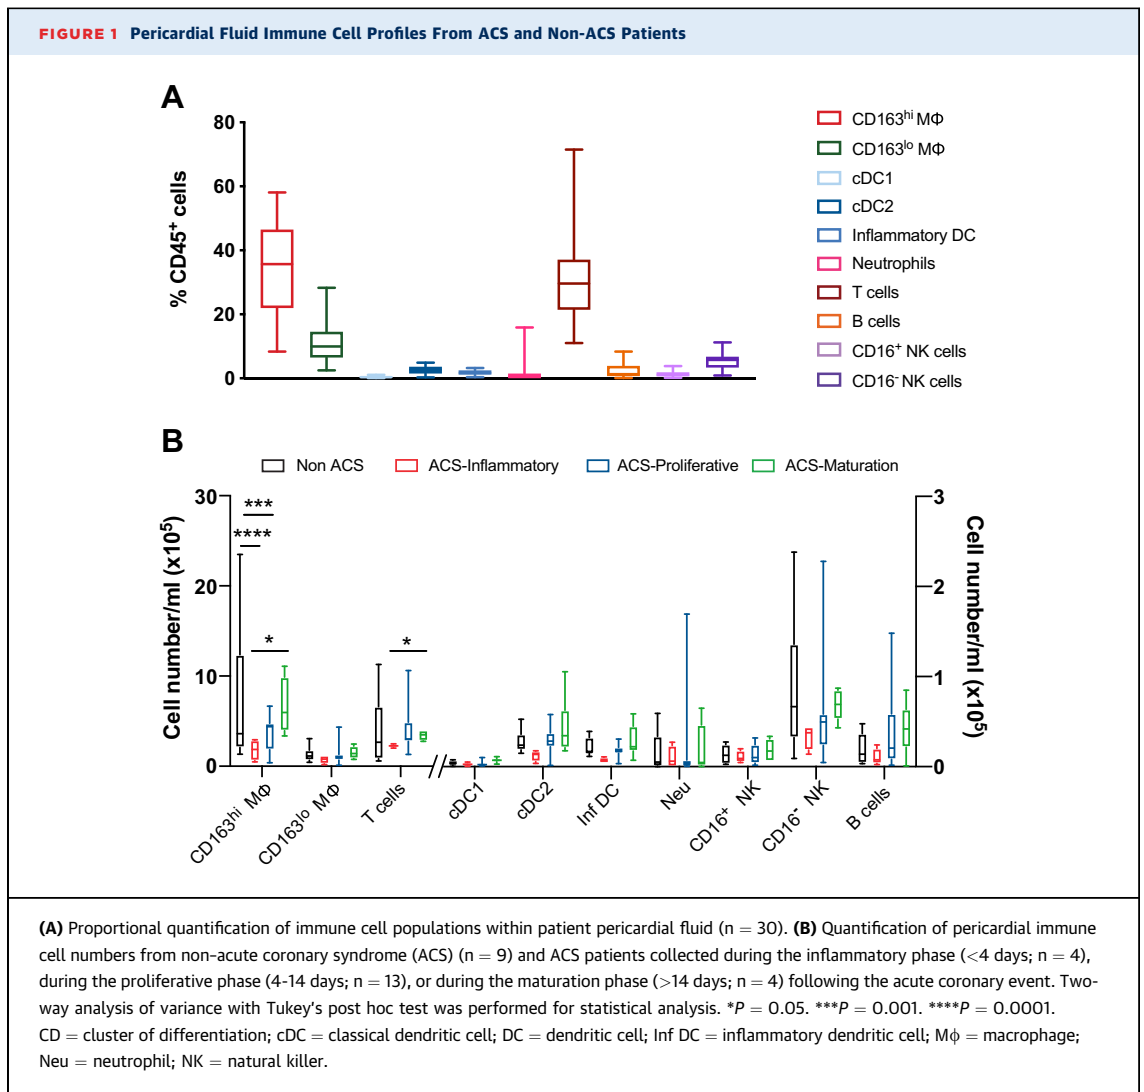 FIGURE 1 Pericardial Fluid Immune Cell Profiles From ACS and Non-ACS Patients
A
% CD45⁺ cells
80
60
40
20
0
CD163ʰⁱ MΦ
CD163ˡᵒ MΦ
cDC1
cDC2
Inflammatory DC
Neutrophils
T cells
B cells
CD16⁺ NK cells
CD16⁻ NK cells
B
Non ACS
ACS-Inflammatory
ACS-Proliferative
ACS-Maturation
Cell number/ml (x10⁵)
30
20
10
0
***
****
*
*
3
2
1
0
Cell number/ml (x10⁵)
CD163ʰⁱ MΦ
CD163ˡᵒ MΦ
T cells
cDC1
cDC2
Inf DC
Neu
CD16⁺ NK
CD16⁻ NK
B cells
(A) Proportional quantification of immune cell populations within patient pericardial fluid (n = 30). (B) Quantification of pericardial immune
cell numbers from non–acute coronary syndrome (ACS) (n = 9) and ACS patients collected during the inflammatory phase (<4 days; n = 4),
during the proliferative phase (4-14 days; n = 13), or during the maturation phase (>14 days; n = 4) following the acute coronary event. Two-
way analysis of variance with Tukey's post hoc test was performed for statistical analysis. *P = 0.05. ***P = 0.001. ****P = 0.0001.
CD = cluster of differentiation; cDC = classical dendritic cell; DC = dendritic cell; Inf DC = inflammatory dendritic cell; Mϕ = macrophage;
Neu = neutrophil; NK = natural killer.